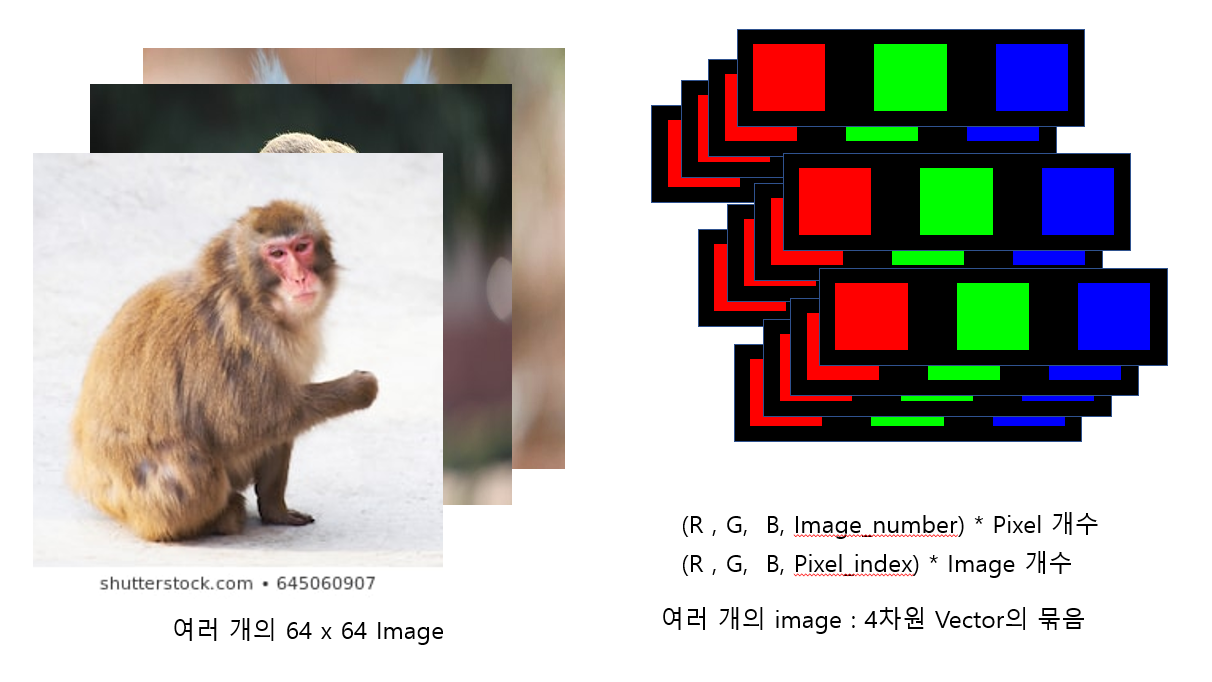 shutterstock.com • 645060907
여러 개의 64 x 64 Image
(R , G, B, Image_number) * Pixel 개수
(R , G, B, Pixel_index) * Image 개수
여러 개의 image : 4차원 Vector의 묶음